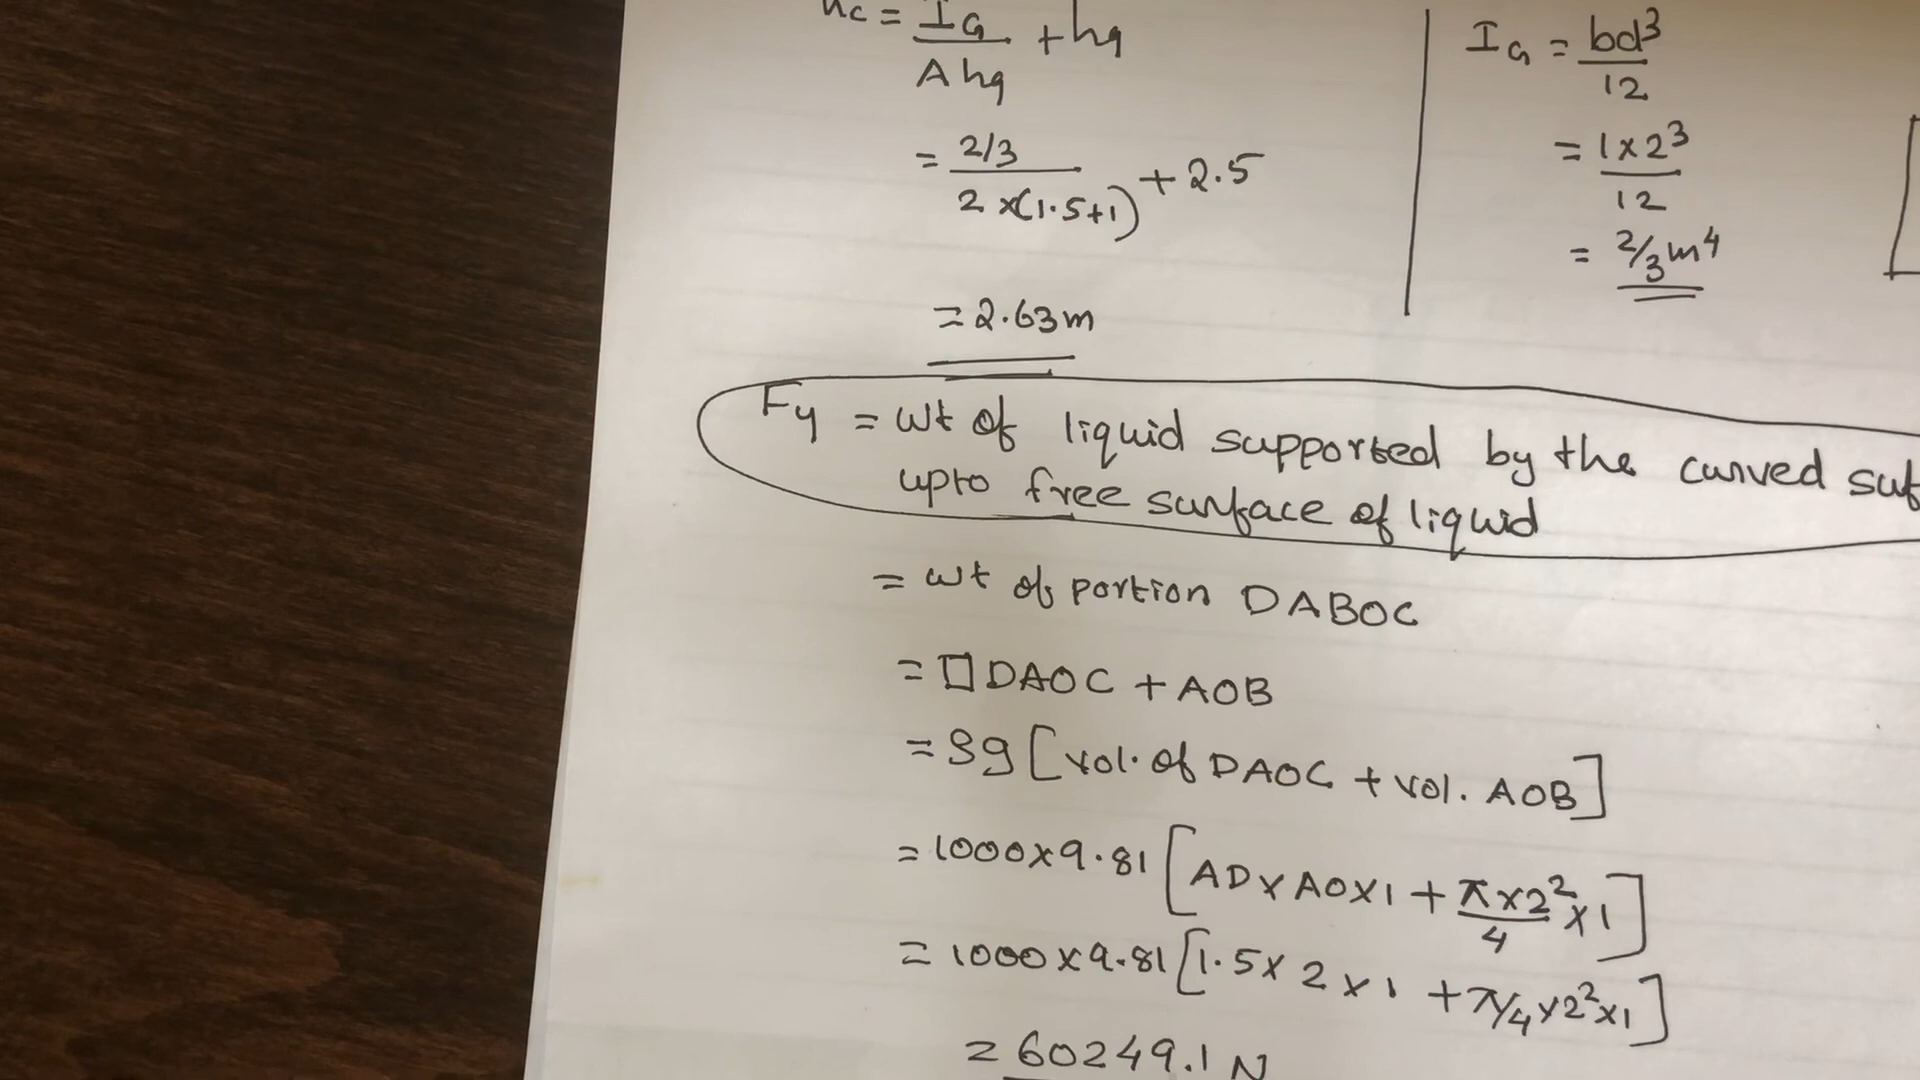 hc = IG/AhG + hG
= 2/3 / 2×(1.5+1) + 2.5
= 2.63m
IG = bd³/12
= 1×2³/12
= 2/3 m⁴
Fy = wt of liquid supported by the curved
upto free surface of liquid
= wt of portion DABOC
= □DAOC + AOB
= ρg[vol. of DAOC + vol. AOB]
= 1000×9.81[AD×AO×1 + π×2²/4 ×1]
= 1000×9.81[1.5×2×1 + π/4×2²×1]
= 60249.1 N